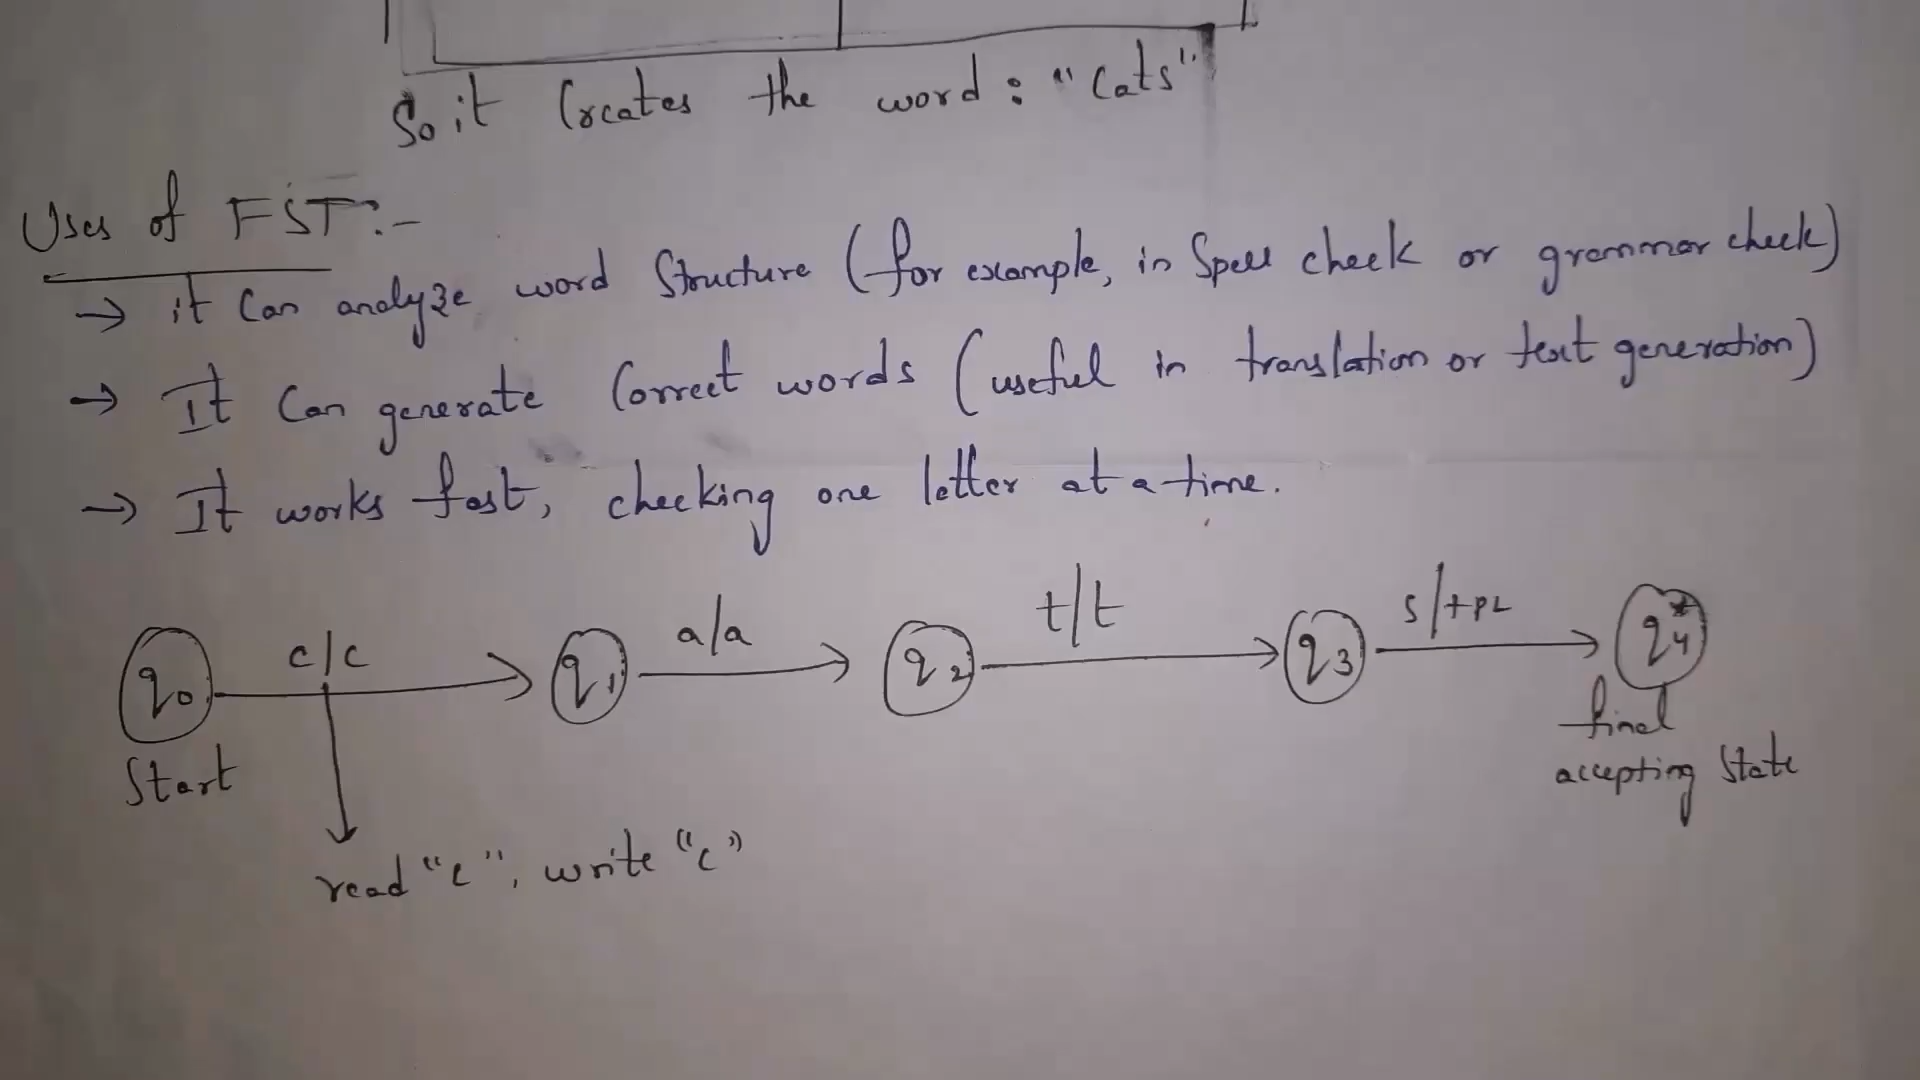 So it Creates the word : "Cats"
Uses of FST :-
→ it Can analyze word Structure (for example, in Spell check or grammar check)
→ It Can generate Correct words (useful in translation or text generation)
→ It works fast, checking one letter at a time.
q0 c/c q1 a/a q2 t/t q3 s/+PL q4*
Start
final
accepting State
read "c", write "c"